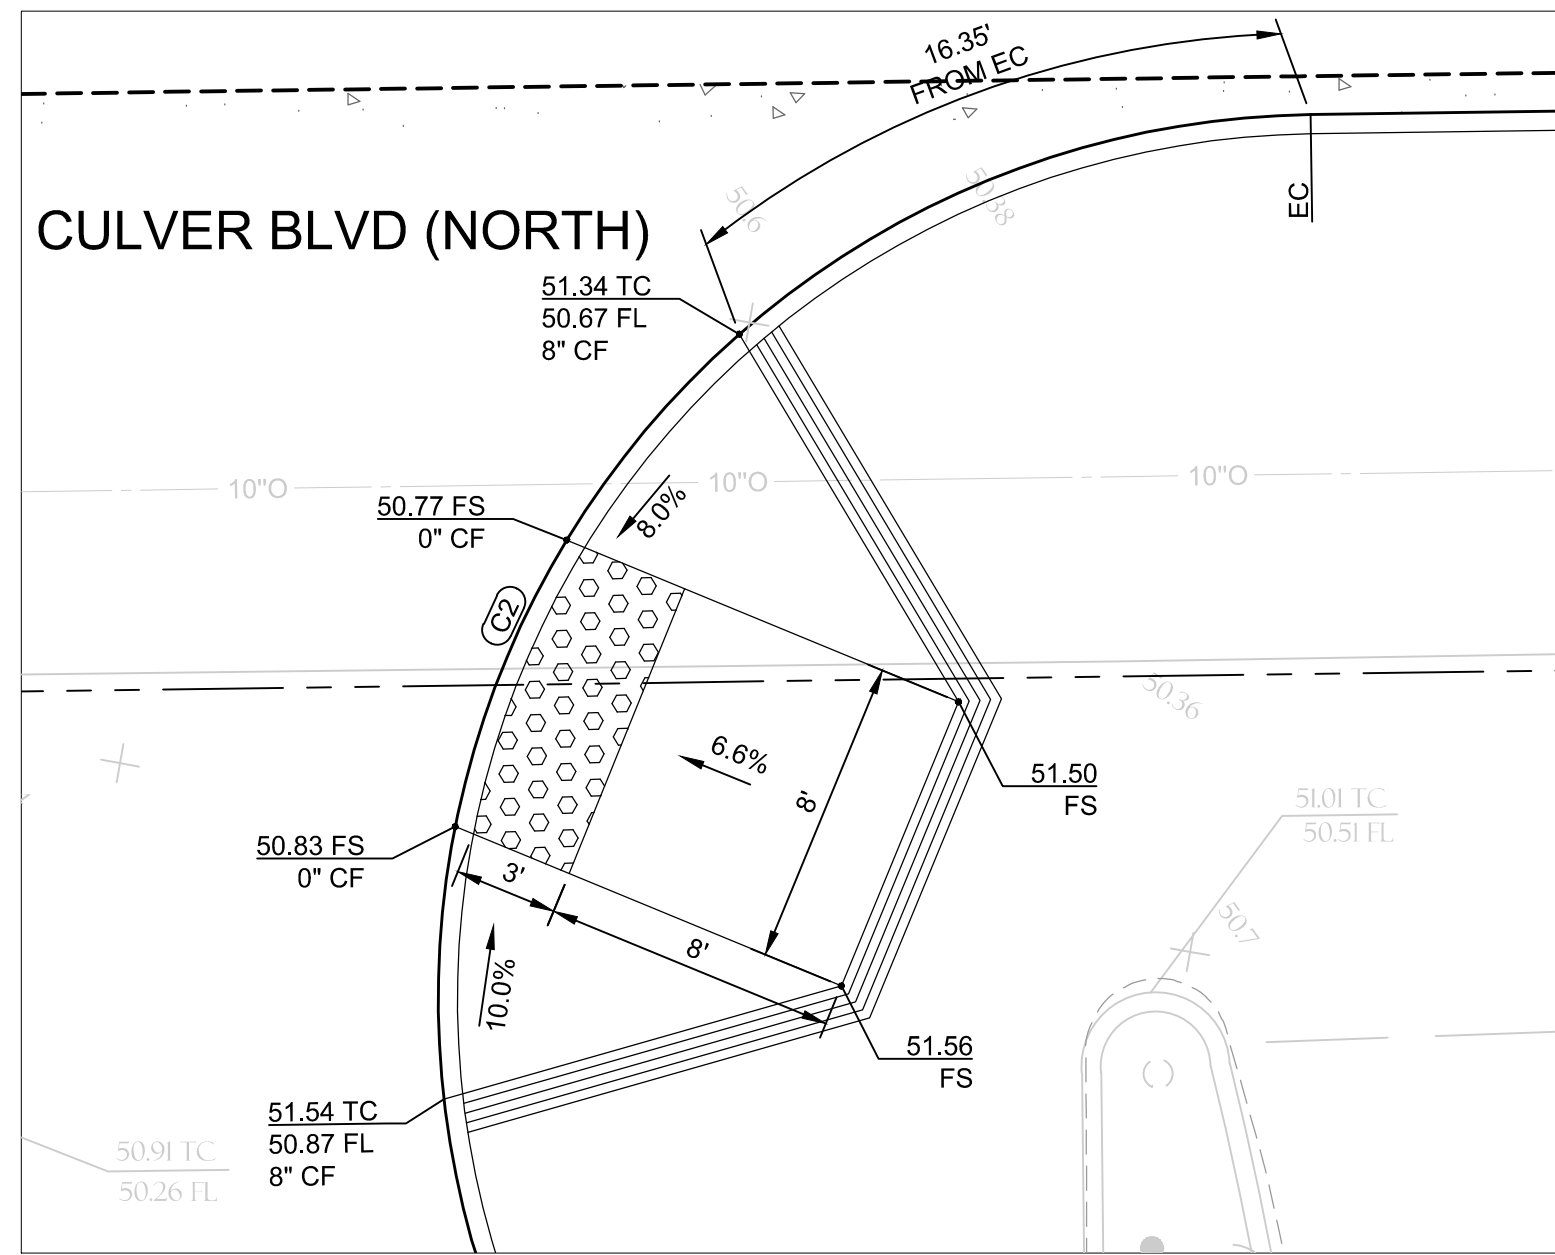 16.35'
FROM EC
CULVER BLVD (NORTH)
50.6
50.38
EC
51.34 TC
50.67 FL
8" CF
10"O
10"O
10"O
50.77 FS
0" CF
8.0%
C2
50.36
6.6%
8'
51.50
FS
51.01 TC
50.51 FL
50.83 FS
0" CF
3'
8'
50.7
10.0%
51.56
FS
51.54 TC
50.87 FL
8" CF
50.91 TC
50.26 FL